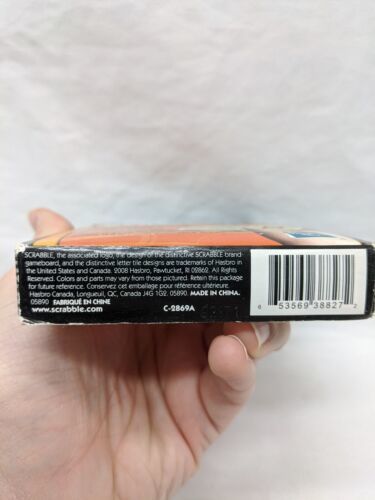 SCRABBLE, the associated logo, the design of the distinctive SCRABBLE brand
gameboard, and the distinctive letter tile designs are trademarks of Hasbro in
the United States and Canada. 2008 Hasbro, Pawtucket, RI 02862. All Rights
Reserved. Colors and parts may vary from those pictured. Retain this package
for future reference. Conservez cet emballage pour référence ultérieure.
Hasbro Canada, Longueuil, QC, Canada J4G 1G2. 05890 MADE IN CHINA.
05890 FABRIQUÉ EN CHINE
www.scrabble.com
C-2869A
6 53569 38827 2